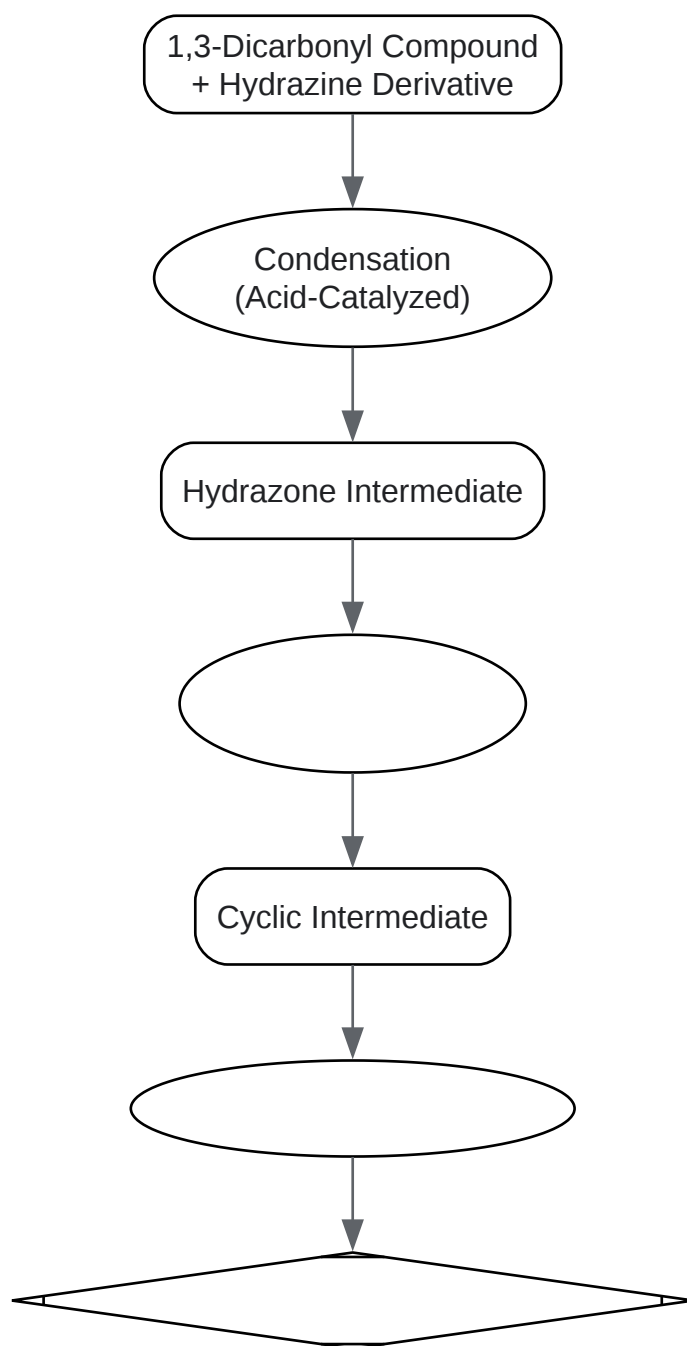 1,3-Dicarbonyl Compound
+ Hydrazine Derivative
Condensation
(Acid-Catalyzed)
Hydrazone Intermediate
Cyclic Intermediate